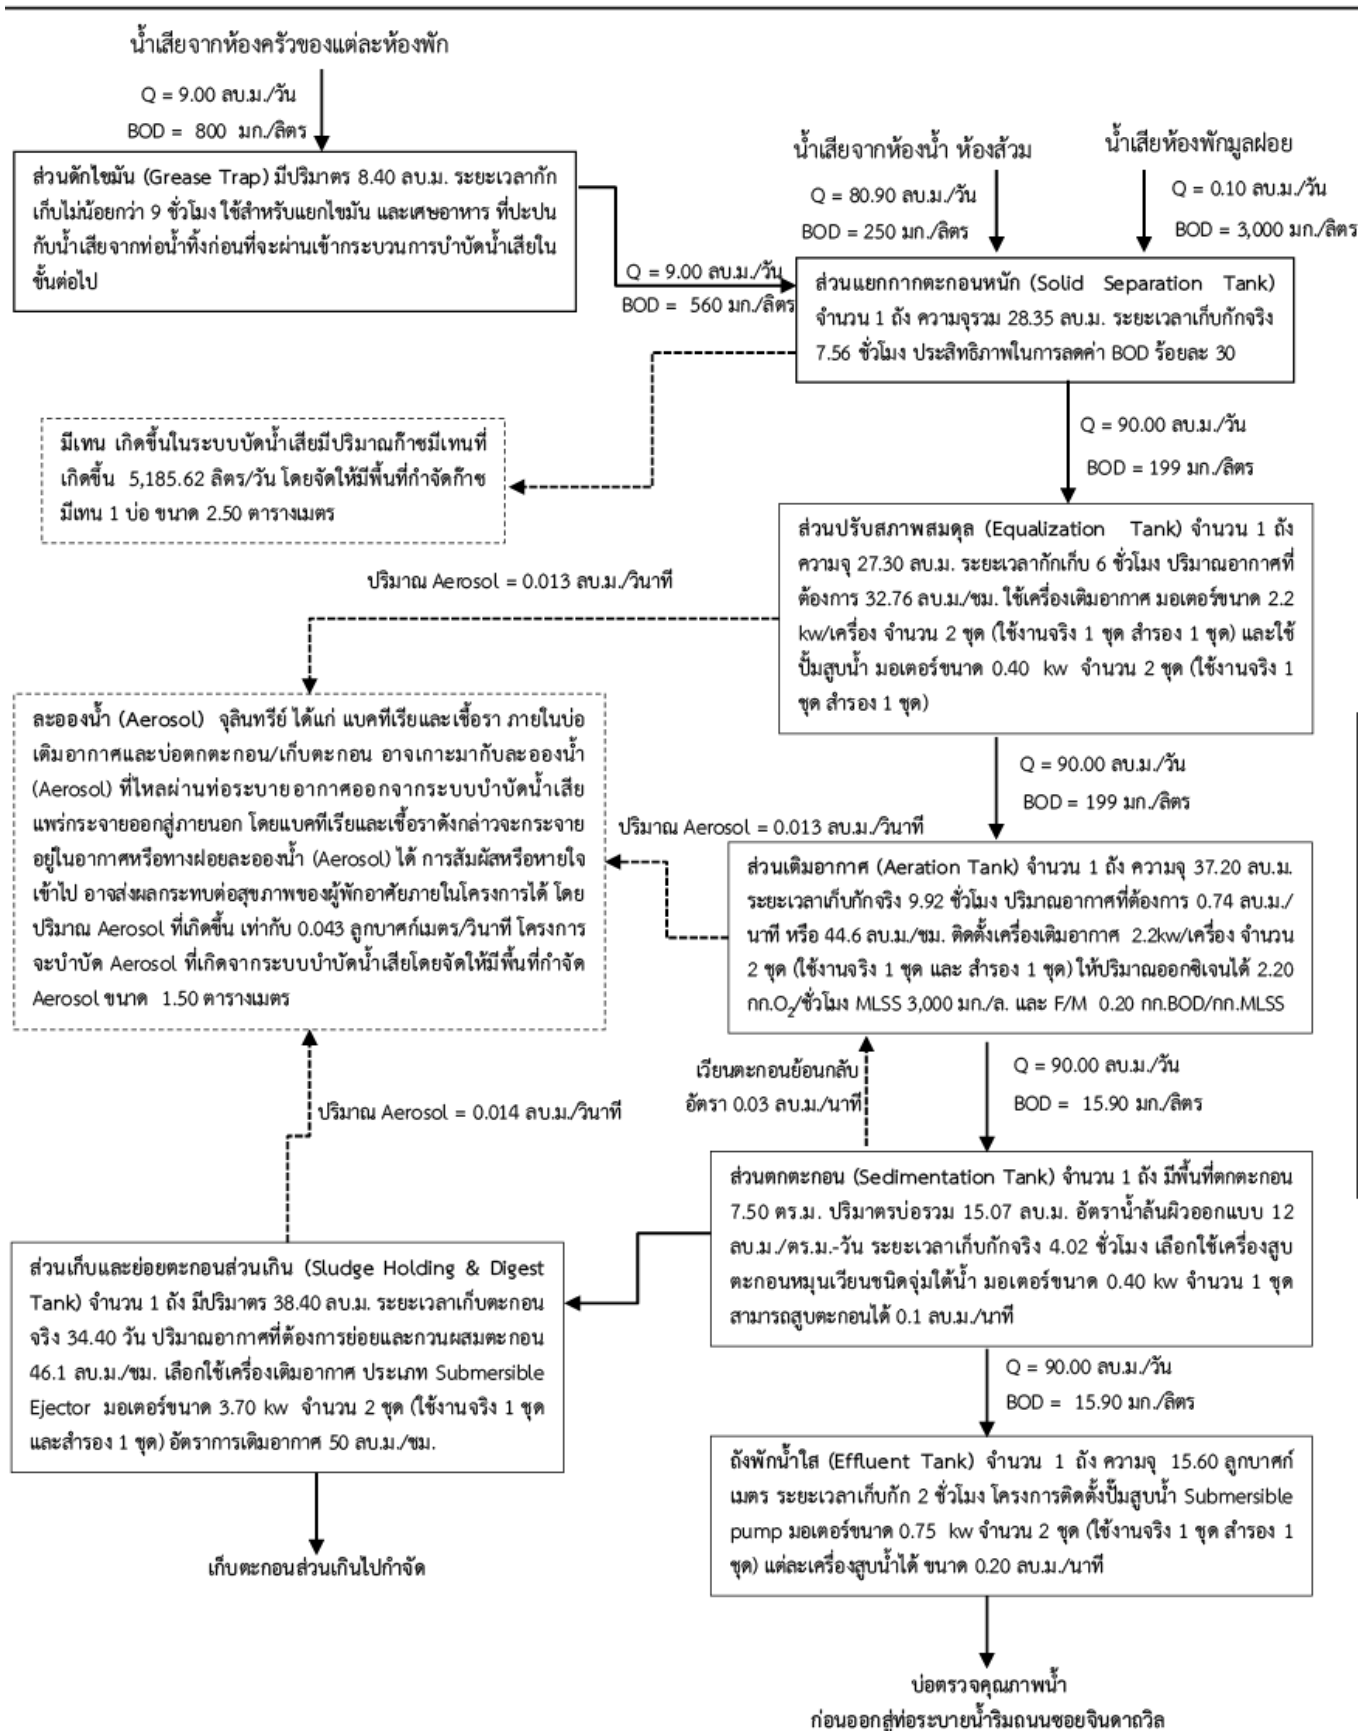 น้ำเสียจากห้องครัวของแต่ละห้องพัก
Q = 9.00 ลบ.ม./วัน
BOD = 800 มก./ลิตร
ส่วนดักไขมัน (Grease Trap) มีปริมาตร 8.40 ลบ.ม. ระยะเวลากัก
เก็บไม่น้อยกว่า 9 ชั่วโมง ใช้สำหรับแยกไขมัน และเศษอาหาร ที่ปะปน
กับน้ำเสียจากท่อน้ำทิ้งก่อนที่จะผ่านเข้ากระบวนการบำบัดน้ำเสียใน
ขั้นต่อไป
น้ำเสียจากห้องน้ำ ห้องส้วม
Q = 80.90 ลบ.ม./วัน
BOD = 250 มก./ลิตร
น้ำเสียห้องพักมูลฝอย
Q = 0.10 ลบ.ม./วัน
BOD = 3,000 มก./ลิตร
Q = 9.00 ลบ.ม./วัน
BOD = 560 มก./ลิตร
ส่วนแยกกากตะกอนหนัก (Solid Separation Tank)
จำนวน 1 ถัง ความจุรวม 28.35 ลบ.ม. ระยะเวลาเก็บกักจริง
7.56 ชั่วโมง ประสิทธิภาพในการลดค่า BOD ร้อยละ 30
มีเทน เกิดขึ้นในระบบบัดน้ำเสียมีปริมาณก๊าซมีเทนที่
เกิดขึ้น 5,185.62 ลิตร/วัน โดยจัดให้มีพื้นที่กำจัดก๊าซ
มีเทน 1 บ่อ ขนาด 2.50 ตารางเมตร
Q = 90.00 ลบ.ม./วัน
BOD = 199 มก./ลิตร
ส่วนปรับสภาพสมดุล (Equalization Tank) จำนวน 1 ถัง
ความจุ 27.30 ลบ.ม. ระยะเวลากักเก็บ 6 ชั่วโมง ปริมาณอากาศที่
ต้องการ 32.76 ลบ.ม./ชม. ใช้เครื่องเติมอากาศ มอเตอร์ขนาด 2.2
kw/เครื่อง จำนวน 2 ชุด (ใช้งานจริง 1 ชุด สำรอง 1 ชุด) และใช้
ปั้มสูบน้ำ มอเตอร์ขนาด 0.40 kw จำนวน 2 ชุด (ใช้งานจริง 1
ชุด สำรอง 1 ชุด)
ปริมาณ Aerosol = 0.013 ลบ.ม./วินาที
ละอองน้ำ (Aerosol) จุลินทรีย์ ได้แก่ แบคทีเรียและเชื้อรา ภายในบ่อ
เติมอากาศและบ่อตกตะกอน/เก็บตะกอน อาจเกาะมากับละอองน้ำ
(Aerosol) ที่ไหลผ่านท่อระบายอากาศออกจากระบบบำบัดน้ำเสีย
แพร่กระจายออกสู่ภายนอก โดยแบคทีเรียและเชื้อราดังกล่าวจะกระจาย
อยู่ในอากาศหรือทางฝอยละอองน้ำ (Aerosol) ได้ การสัมผัสหรือหายใจ
เข้าไป อาจส่งผลกระทบต่อสุขภาพของผู้พักอาศัยภายในโครงการได้ โดย
ปริมาณ Aerosol ที่เกิดขึ้น เท่ากับ 0.043 ลูกบาศก์เมตร/วินาที โครงการ
จะบำบัด Aerosol ที่เกิดจากระบบบำบัดน้ำเสียโดยจัดให้มีพื้นที่กำจัด
Aerosol ขนาด 1.50 ตารางเมตร
Q = 90.00 ลบ.ม./วัน
BOD = 199 มก./ลิตร
ปริมาณ Aerosol = 0.013 ลบ.ม./วินาที
ส่วนเติมอากาศ (Aeration Tank) จำนวน 1 ถัง ความจุ 37.20 ลบ.ม.
ระยะเวลาเก็บกักจริง 9.92 ชั่วโมง ปริมาณอากาศที่ต้องการ 0.74 ลบ.ม./
นาที หรือ 44.6 ลบ.ม./ชม. ติดตั้งเครื่องเติมอากาศ 2.2kw/เครื่อง จำนวน
2 ชุด (ใช้งานจริง 1 ชุด และ สำรอง 1 ชุด) ให้ปริมาณออกซิเจนได้ 2.20
กก.O₂/ชั่วโมง MLSS 3,000 มก./ล. และ F/M 0.20 กก.BOD/กก.MLSS
เวียนตะกอนย้อนกลับ
อัตรา 0.03 ลบ.ม./นาที
Q = 90.00 ลบ.ม./วัน
BOD = 15.90 มก./ลิตร
ปริมาณ Aerosol = 0.014 ลบ.ม./วินาที
ส่วนตกตะกอน (Sedimentation Tank) จำนวน 1 ถัง มีพื้นที่ตกตะกอน
7.50 ตร.ม. ปริมาตรบ่อรวม 15.07 ลบ.ม. อัตราน้ำล้นผิวออกแบบ 12
ลบ.ม./ตร.ม.-วัน ระยะเวลาเก็บกักจริง 4.02 ชั่วโมง เลือกใช้เครื่องสูบ
ตะกอนหมุนเวียนชนิดจุ่มใต้น้ำ มอเตอร์ขนาด 0.40 kw จำนวน 1 ชุด
สามารถสูบตะกอนได้ 0.1 ลบ.ม./นาที
ส่วนเก็บและย่อยตะกอนส่วนเกิน (Sludge Holding & Digest
Tank) จำนวน 1 ถัง มีปริมาตร 38.40 ลบ.ม. ระยะเวลาเก็บตะกอน
จริง 34.40 วัน ปริมาณอากาศที่ต้องการย่อยและกวนผสมตะกอน
46.1 ลบ.ม./ชม. เลือกใช้เครื่องเติมอากาศ ประเภท Submersible
Ejector มอเตอร์ขนาด 3.70 kw จำนวน 2 ชุด (ใช้งานจริง 1 ชุด
และสำรอง 1 ชุด) อัตราการเติมอากาศ 50 ลบ.ม./ชม.
Q = 90.00 ลบ.ม./วัน
BOD = 15.90 มก./ลิตร
ถังพักน้ำใส (Effluent Tank) จำนวน 1 ถัง ความจุ 15.60 ลูกบาศก์
เมตร ระยะเวลาเก็บกัก 2 ชั่วโมง โครงการติดตั้งปั๊มสูบน้ำ Submersible
pump มอเตอร์ขนาด 0.75 kw จำนวน 2 ชุด (ใช้งานจริง 1 ชุด สำรอง 1
ชุด) แต่ละเครื่องสูบน้ำได้ ขนาด 0.20 ลบ.ม./นาที
เก็บตะกอนส่วนเกินไปกำจัด
บ่อตรวจคุณภาพน้ำ
ก่อนออกสู่ท่อระบายน้ำริมถนนซอยจินดาถวิล